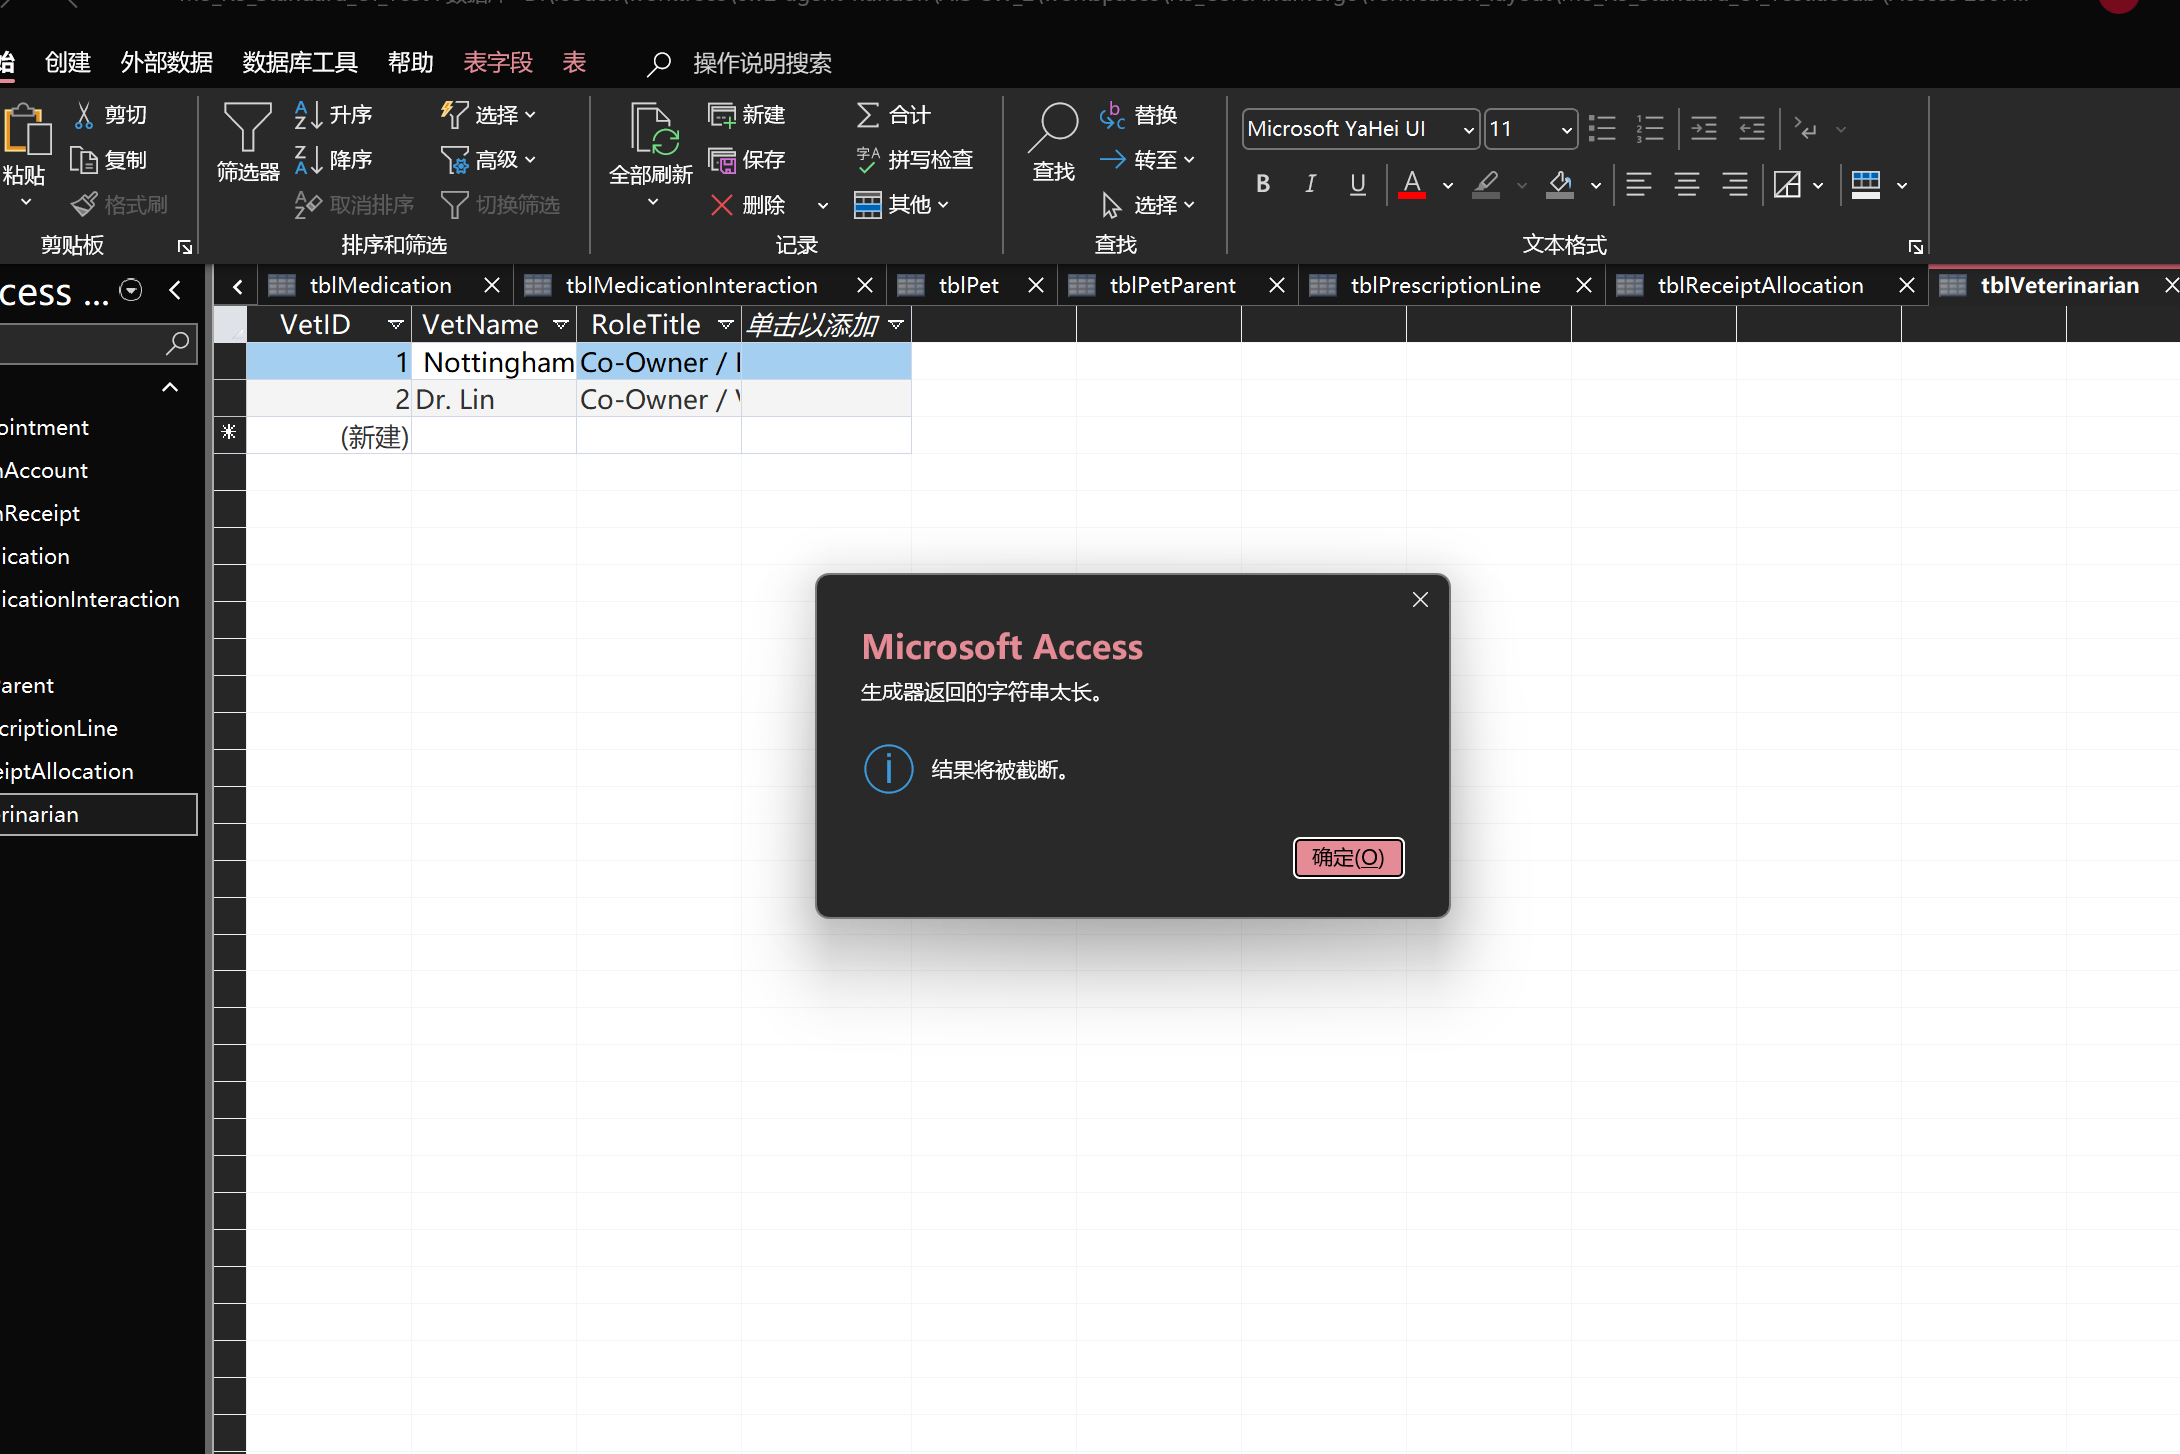 创建 外部数据 数据库工具 帮助 表字段 表 操作说明搜索
粘贴
剪切
复制
格式刷
剪贴板
筛选器
升序
降序
取消排序
选择
高级
切换筛选
排序和筛选
全部刷新
新建
保存
删除
合计
拼写检查
其他
记录
查找
替换
转至
选择
查找
Microsoft YaHei UI 11
B I U A
文本格式
cess ...
tblMedication tblMedicationInteraction tblPet tblPetParent tblPrescriptionLine tblReceiptAllocation tblVeterinarian
VetID VetName RoleTitle 单击以添加
1 Nottingham Co-Owner /
2 Dr. Lin Co-Owner /
(新建)
ointment
Account
Receipt
ication
icationInteraction
arent
criptionLine
iptAllocation
rinarian
Microsoft Access
生成器返回的字符串太长。
结果将被截断。
确定(O)